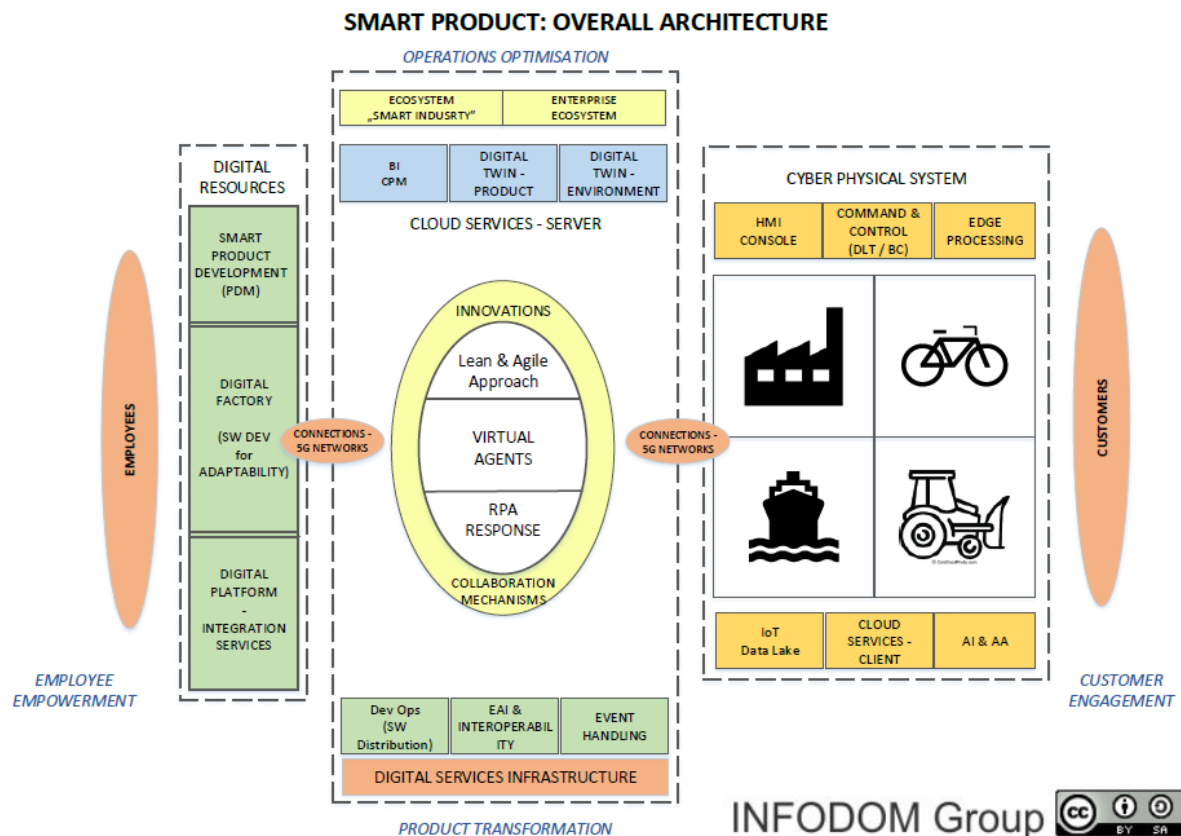 SMART PRODUCT: OVERALL ARCHITECTURE
OPERATIONS OPTIMISATION
ECOSYSTEM
„SMART INDUSRTY”
ENTERPRISE
ECOSYSTEM
BI
CPM
DIGITAL
TWIN -
PRODUCT
DIGITAL
TWIN -
ENVIRONMENT
CLOUD SERVICES - SERVER
DIGITAL
RESOURCES
SMART
PRODUCT
DEVELOPMENT
(PDM)
DIGITAL
FACTORY
(SW DEV
for
ADAPTABILITY)
DIGITAL
PLATFORM
-
INTEGRATION
SERVICES
EMPLOYEES
EMPLOYEE
EMPOWERMENT
CONNECTIONS -
5G NETWORKS
INNOVATIONS
Lean & Agile
Approach
VIRTUAL
AGENTS
RPA
RESPONSE
COLLABORATION
MECHANISMS
CONNECTIONS -
5G NETWORKS
CYBER PHYSICAL SYSTEM
HMI
CONSOLE
COMMAND &
CONTROL
(DLT / BC)
EDGE
PROCESSING
IoT
Data Lake
CLOUD
SERVICES -
CLIENT
AI & AA
CUSTOMERS
CUSTOMER
ENGAGEMENT
Dev Ops
(SW
Distribution)
EAI &
INTEROPERABIL
ITY
EVENT
HANDLING
DIGITAL SERVICES INFRASTRUCTURE
PRODUCT TRANSFORMATION
INFODOM Group
cc
BY SA